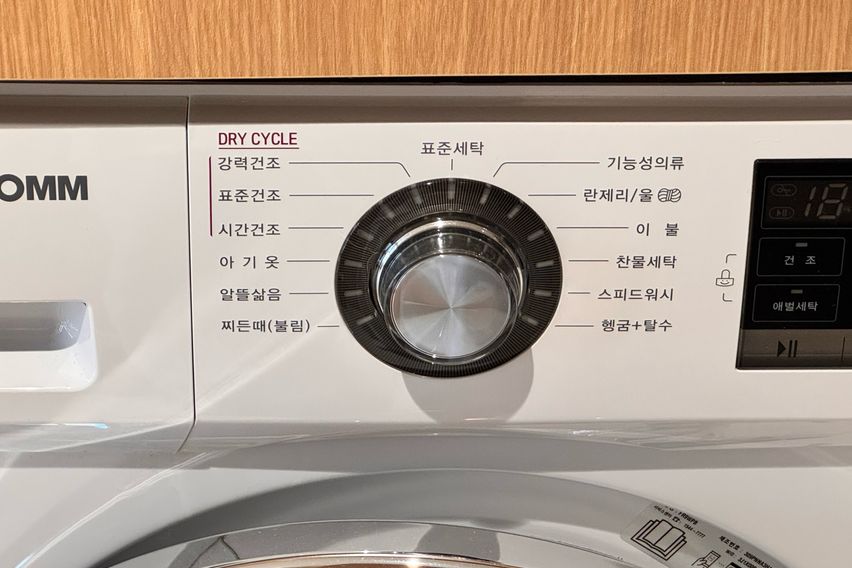 OMM
DRY CYCLE
강력건조
표준건조
시간건조
아 기 옷
알뜰삶음
찌든때(불림)
표준세탁
기능성의류
란제리/울
이 불
찬물세탁
스피드워시
헹굼+탈수
18
건 조
애벌세탁